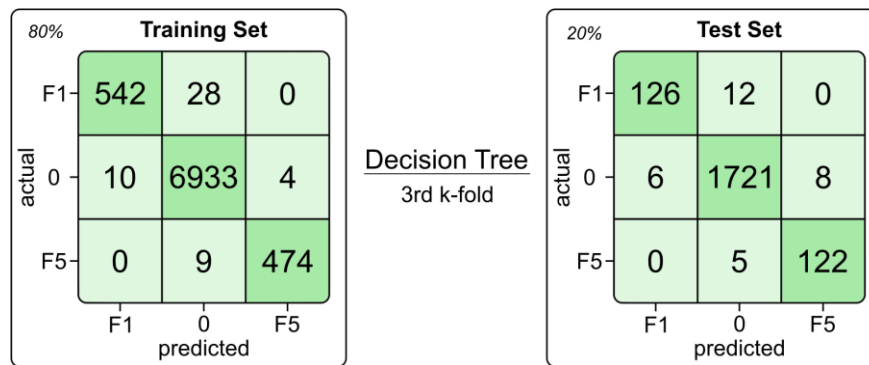 80%
Training Set
F1
542 28 0
actual
0
10 6933 4
F5
0 9 474
F1 0 F5
predicted
Decision Tree
3rd k-fold
20%
Test Set
F1
126 12 0
actual
0
6 1721 8
F5
0 5 122
F1 0 F5
predicted